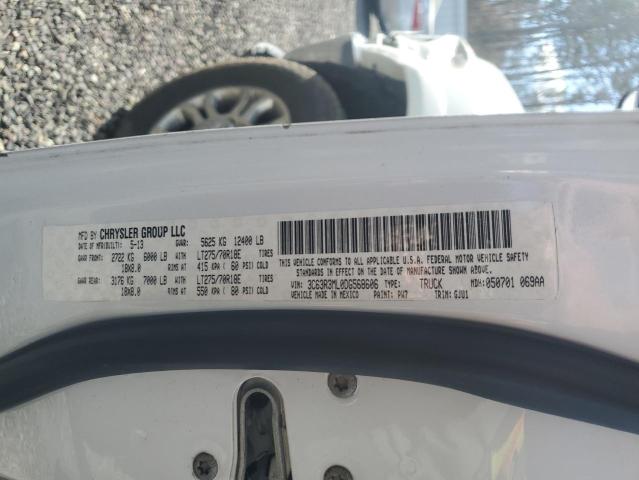 MFD BY CHRYSLER GROUP LLC
DATE OF MFR(BUILT): 5-13 GVWR: 5625 KG 12400 LB
GAWR FRONT: 2722 KG 6000 LB LT275/70R18E TIRES
18X8.0 RIMS AT 415 KPA ( 60 PSI) COLD
GAWR REAR: 3176 KG 7000 LB LT275/70R18E TIRES
18X8.0 RIMS AT 550 KPA ( 80 PSI) COLD
THIS VEHICLE CONFORMS TO ALL APPLICABLE U.S.A. FEDERAL MOTOR VEHICLE SAFETY
STANDARDS IN EFFECT ON THE DATE OF MANUFACTURE SHOWN ABOVE.
VIN: 3C63R3ML0DG568606 TYPE: TRUCK MDH: 050701 069AA
VEHICLE MADE IN MEXICO PAINT: PW7 TRIM: GJU1